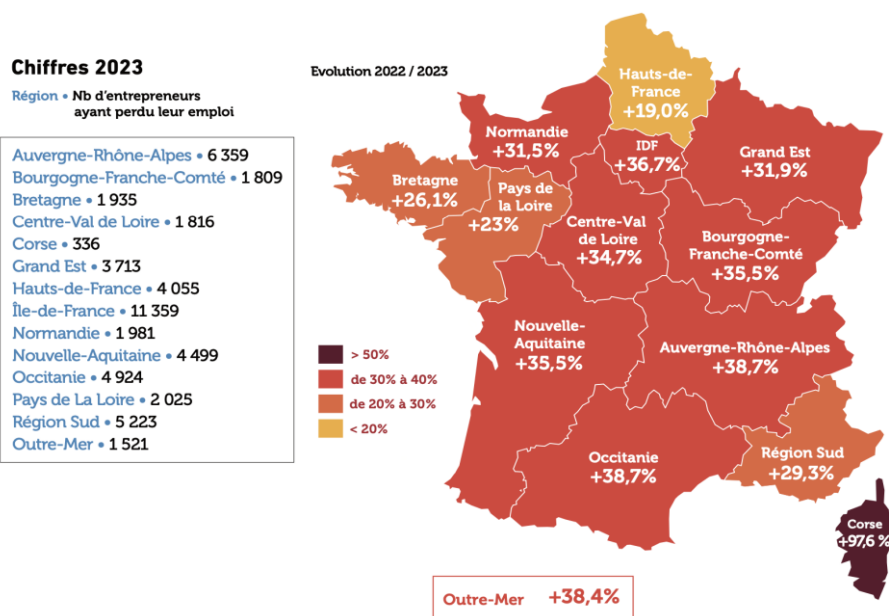 Chiffres 2023
Région • Nb d'entrepreneurs
ayant perdu leur emploi
Auvergne-Rhône-Alpes • 6 359
Bourgogne-Franche-Comté • 1 809
Bretagne • 1 935
Centre-Val de Loire • 1 816
Corse • 336
Grand Est • 3 713
Hauts-de-France • 4 055
Île-de-France • 11 359
Normandie • 1 981
Nouvelle-Aquitaine • 4 499
Occitanie • 4 924
Pays de La Loire • 2 025
Région Sud • 5 223
Outre-Mer • 1 521
Evolution 2022 / 2023
Hauts-de-
France
+19,0%
Normandie
+31,5%
IDF
+36,7%
Grand Est
+31,9%
Bretagne
+26,1%
Pays de
la Loire
+23%
Centre-Val
de Loire
+34,7%
Bourgogne-
Franche-Comté
+35,5%
Nouvelle-
Aquitaine
+35,5%
Auvergne-Rhône-Alpes
+38,7%
> 50%
de 30% à 40%
de 20% à 30%
< 20%
Occitanie
+38,7%
Région Sud
+29,3%
Corse
+97,6 %
Outre-Mer +38,4%